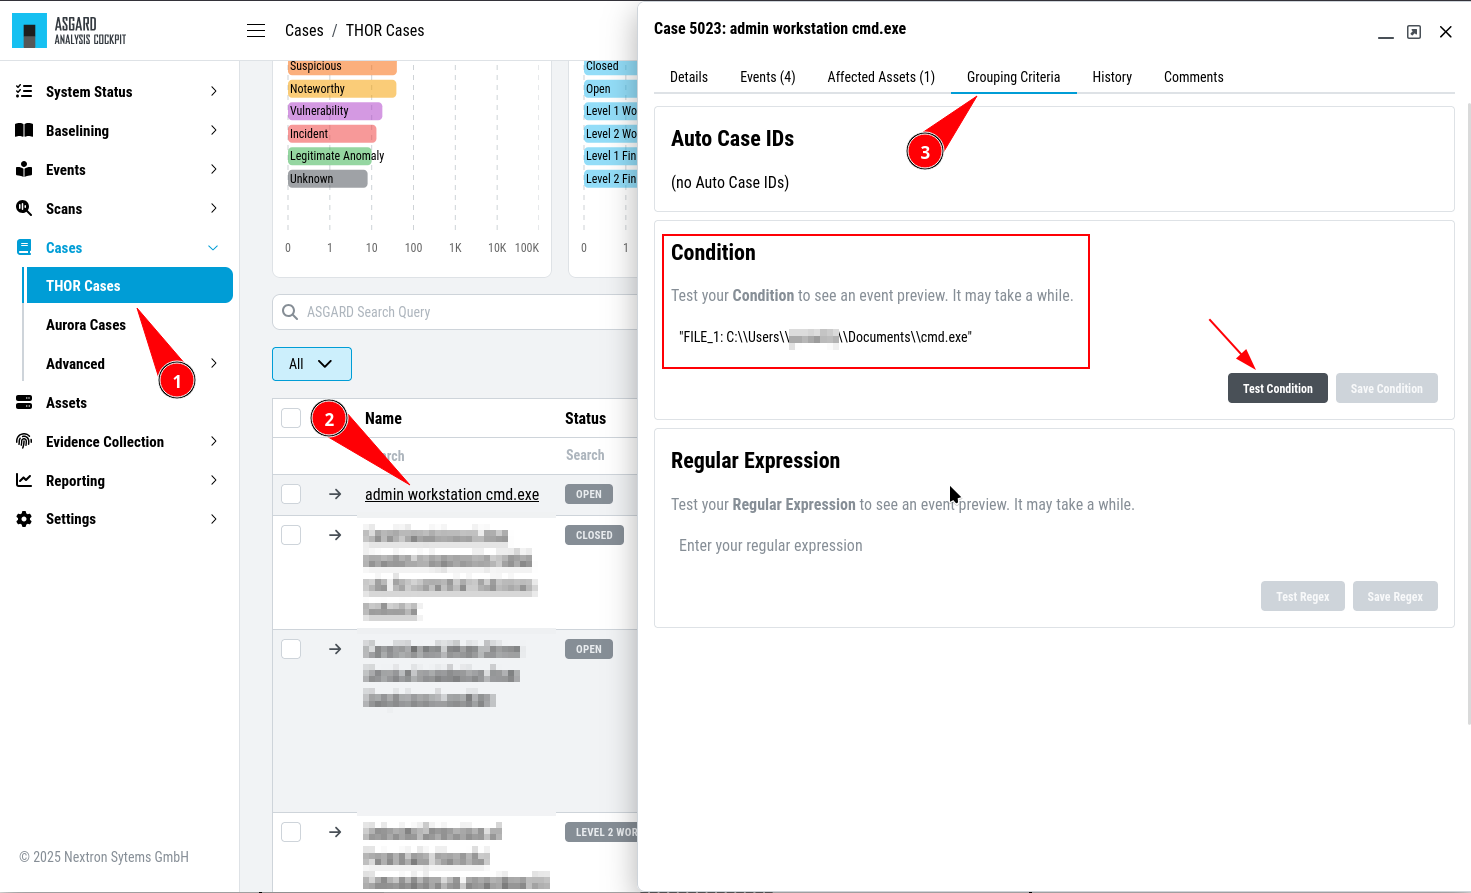 ASGARD
ANALYSIS COCKPIT
Cases / THOR Cases
System Status
Baselining
Events
Scans
Cases
THOR Cases
Aurora Cases
Advanced
Assets
Evidence Collection
Reporting
Settings
© 2025 Nextron Sytems GmbH
1
Suspicious
Noteworthy
Vulnerability
Incident
Legitimate Anomaly
Unknown
0 1 10 100 1K 10K 100K
Closed
Open
Level 1 Wo
Level 2 Wo
Level 1 Fin
Level 2 Fin
0 1
ASGARD Search Query
All
2
Name Status
rch Search
admin workstation cmd.exe OPEN
CLOSED
OPEN
LEVEL 2 WOR
Case 5023: admin workstation cmd.exe
Details Events (4) Affected Assets (1) Grouping Criteria History Comments
3
Auto Case IDs
(no Auto Case IDs)
Condition
Test your Condition to see an event preview. It may take a while.
"FILE_1: C:\\Users\\ \\Documents\\cmd.exe"
Test Condition Save Condition
Regular Expression
Test your Regular Expression to see an event preview. It may take a while.
Enter your regular expression
Test Regex Save Regex